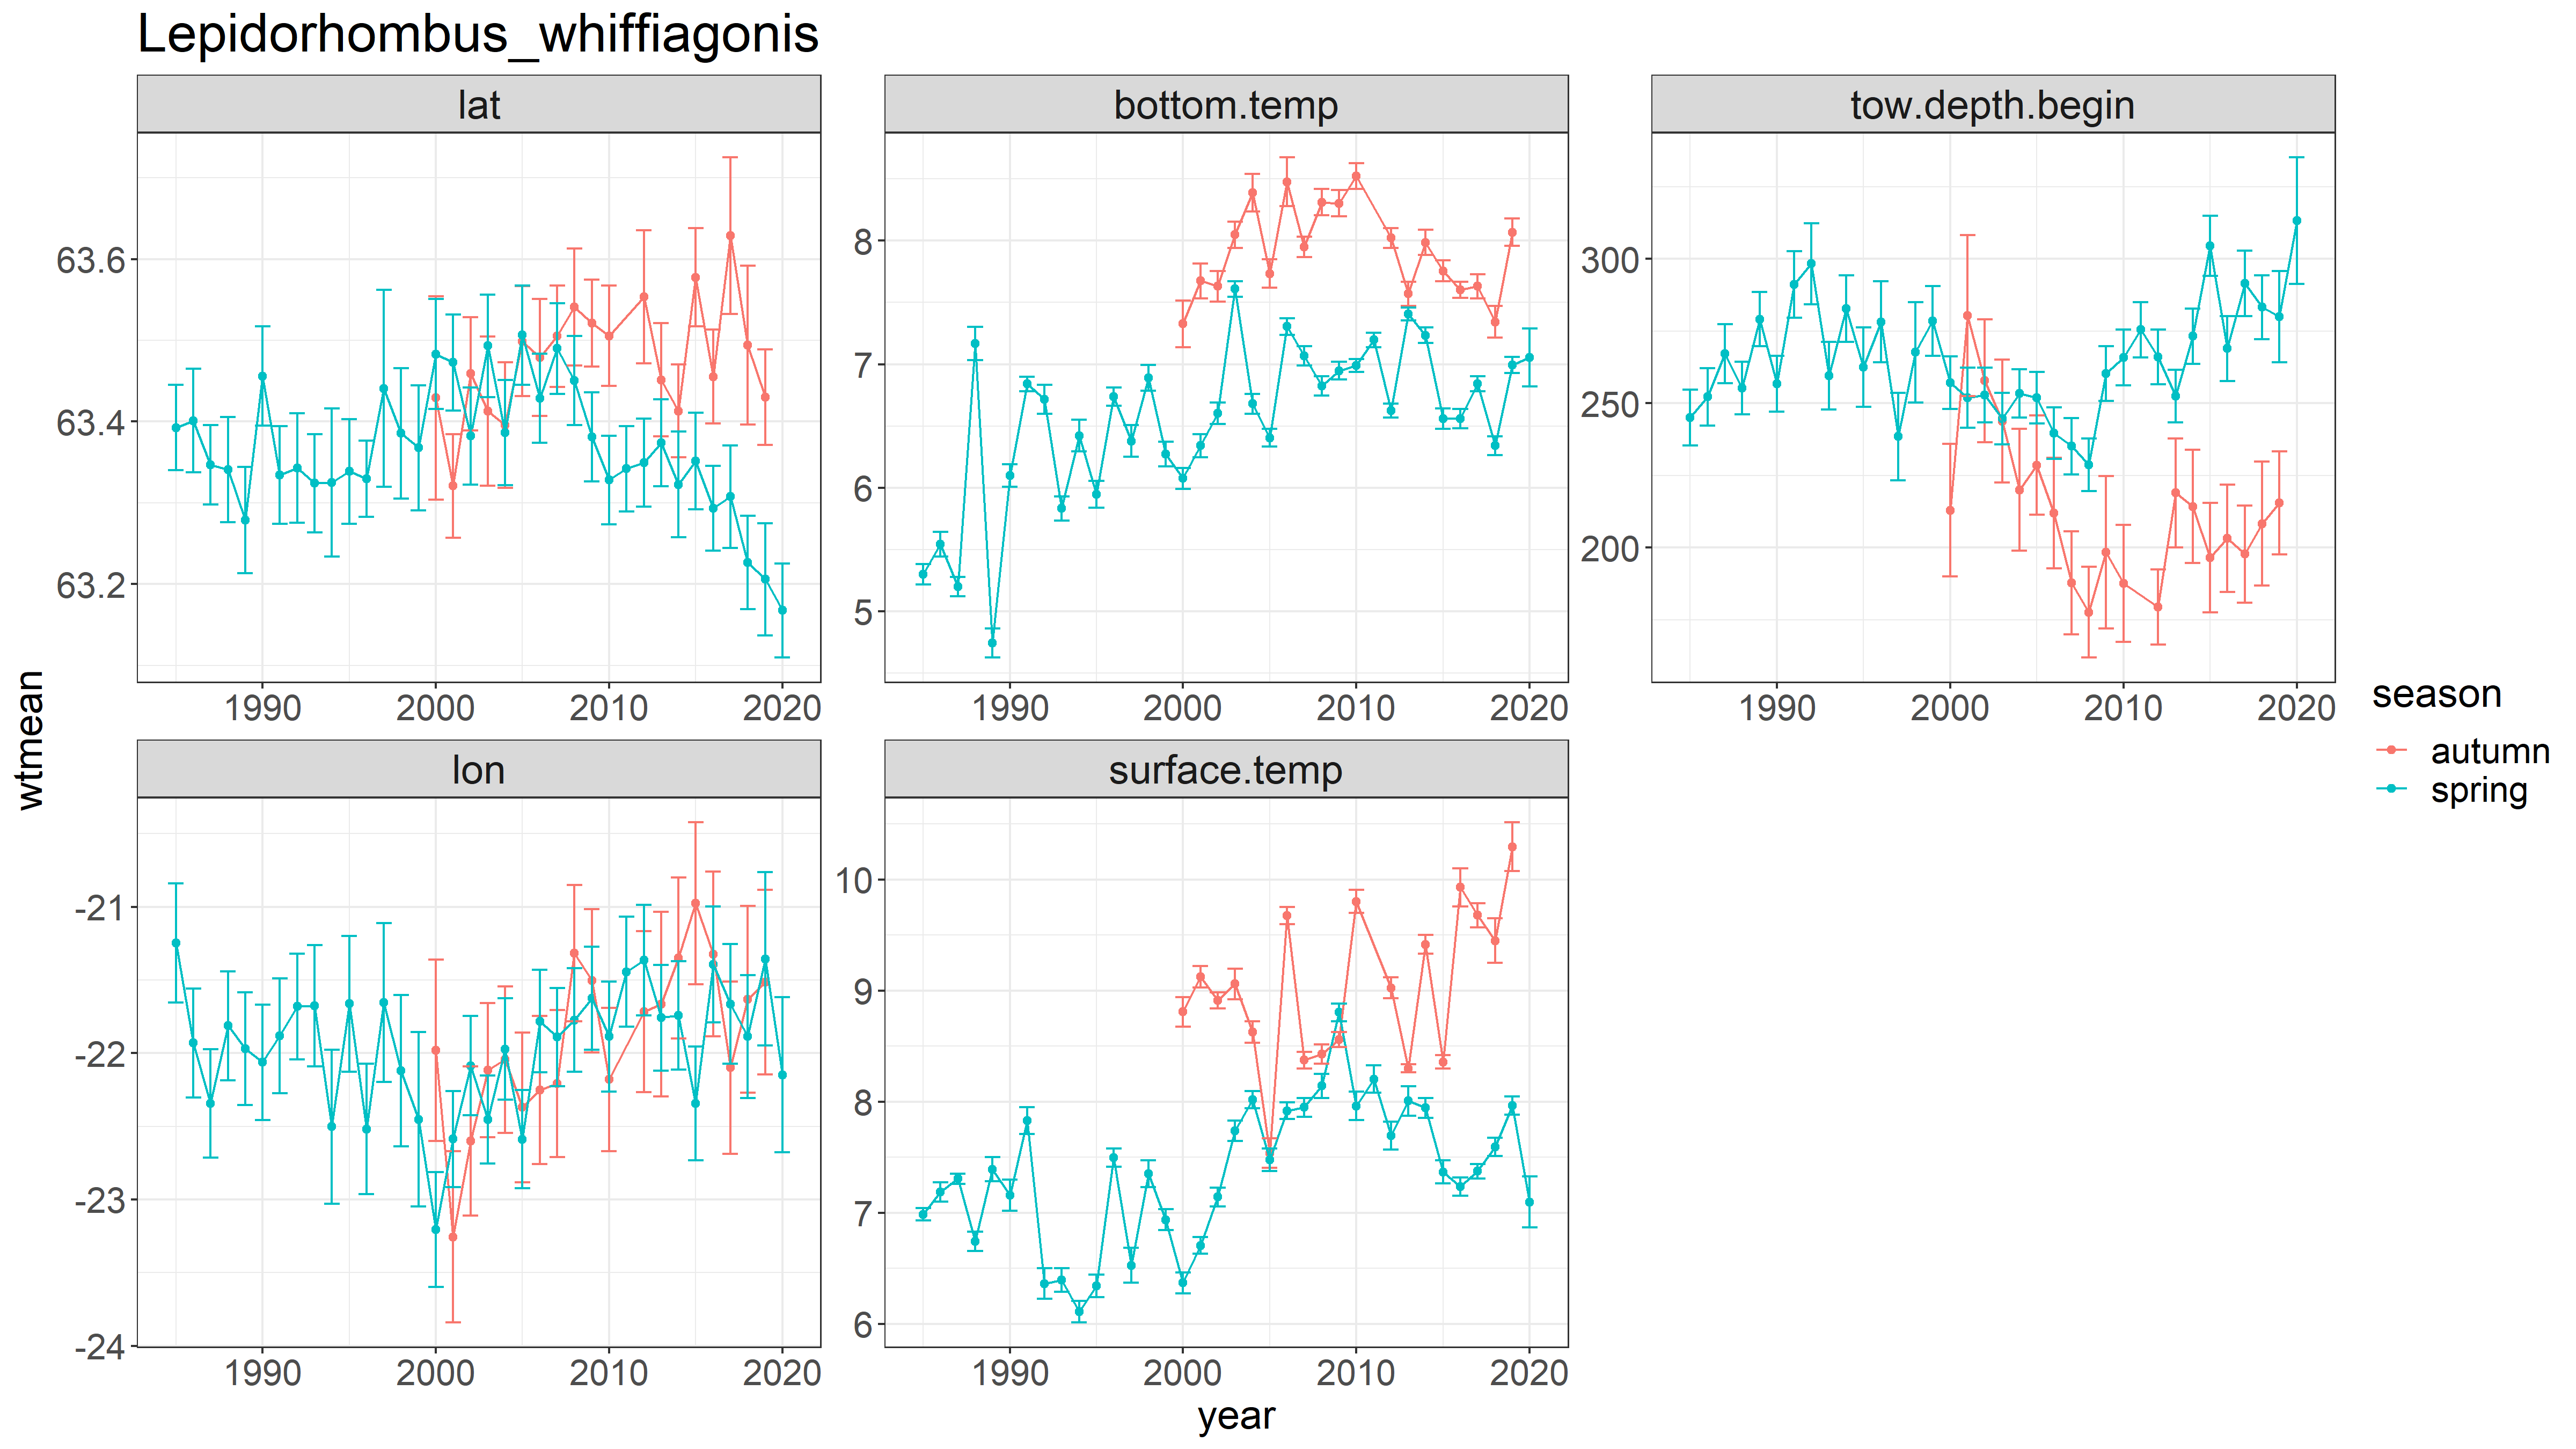 Lepidorhombus_whiffiagonis
lat
bottom.temp
tow.depth.begin
63.6
63.4
63.2
8
7
6
5
300
250
200
1990 2000 2010 2020
1990 2000 2010 2020
1990 2000 2010 2020
wtmean
lon
surface.temp
-21
-22
-23
-24
10
9
8
7
6
1990 2000 2010 2020
1990 2000 2010 2020
year
season
autumn
spring